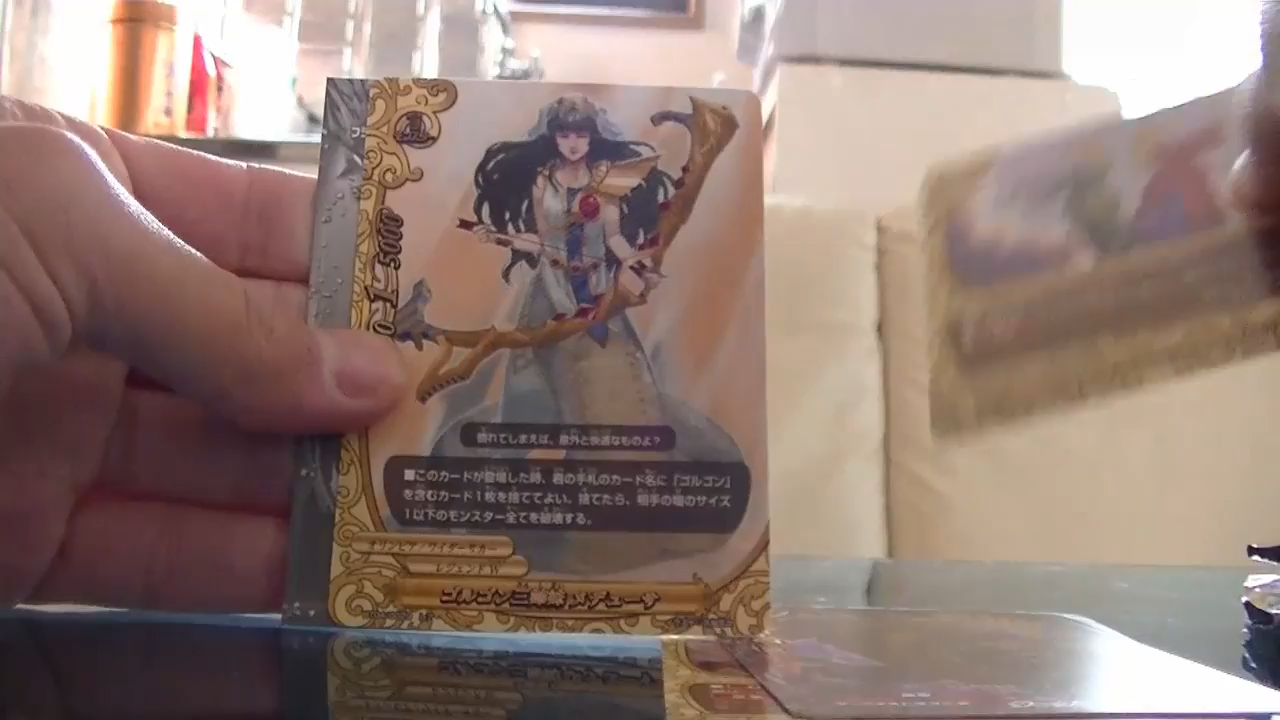 フ
5000
1
0
慣れてしまえば、意外と快適なものよ?
■このカードが登場した時、君の手札のカード名に「ゴルゴン」
を含むカード1枚を捨ててよい。捨てたら、相手の場のサイズ
1以下のモンスター全てを破壊する。
オリンピア/ワイダーサカー
レジェンドW
ゴルゴン三姉妹 メデューサ